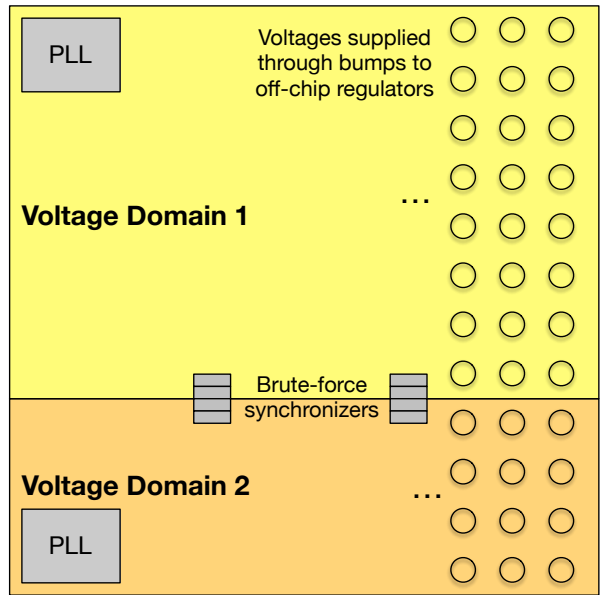 PLL
Voltages supplied
through bumps to
off-chip regulators
...
Voltage Domain 1
Brute-force
synchronizers
Voltage Domain 2
...
PLL